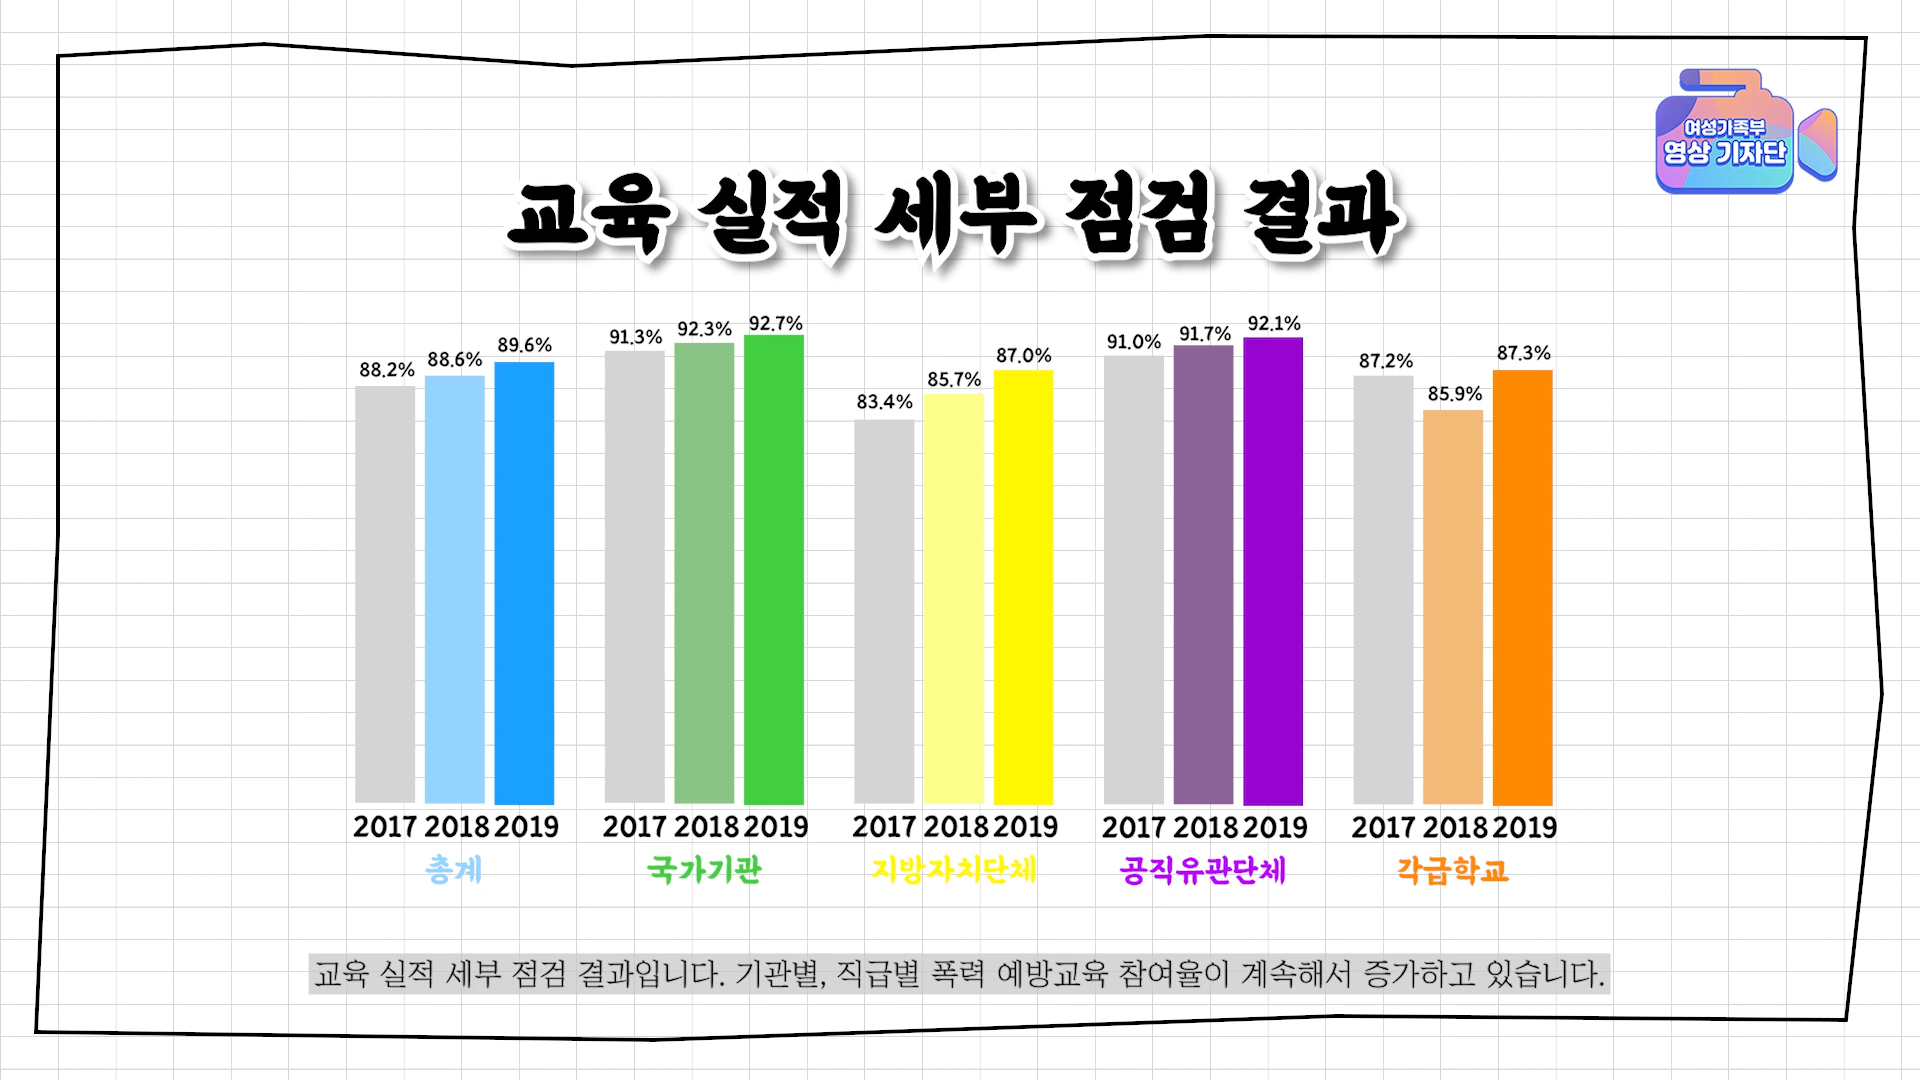 여성가족부
영상 기자단
교육 실적 세부 점검 결과
88.2% 88.6% 89.6%
91.3% 92.3% 92.7%
83.4% 85.7% 87.0%
91.0% 91.7% 92.1%
87.2% 85.9% 87.3%
2017 2018 2019
2017 2018 2019
2017 2018 2019
2017 2018 2019
2017 2018 2019
총계
국가기관
지방자치단체
공직유관단체
각급학교
교육 실적 세부 점검 결과입니다. 기관별, 직급별 폭력 예방교육 참여율이 계속해서 증가하고 있습니다.